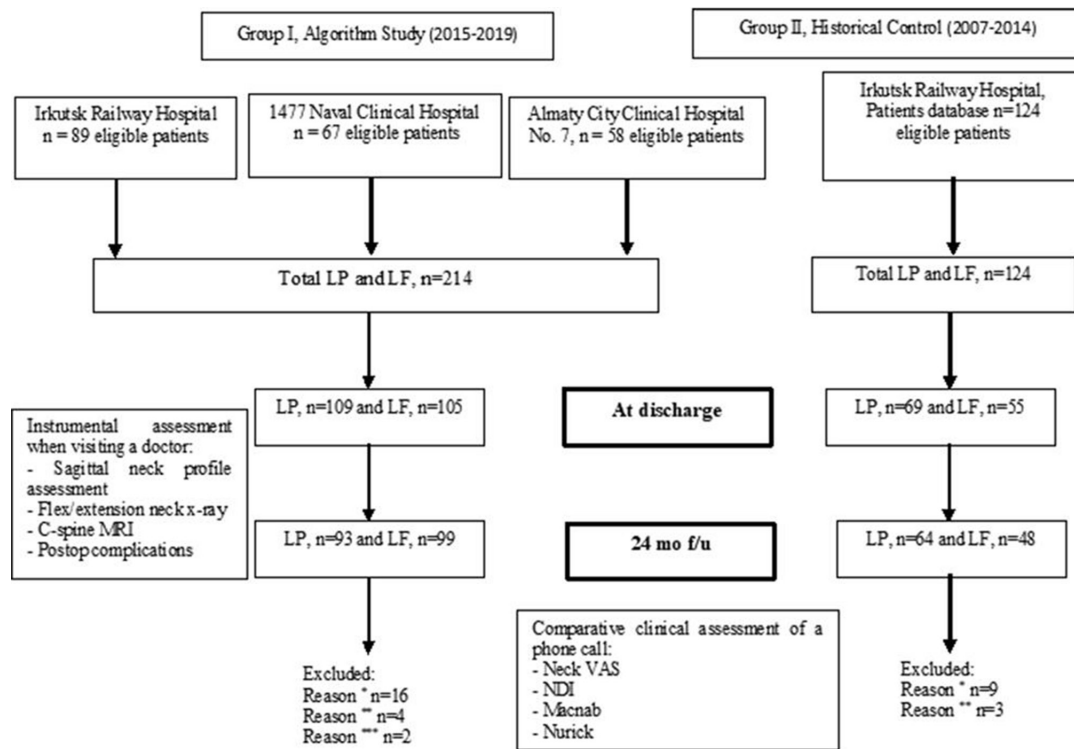 Group I, Algorithm Study (2015-2019)
Group II, Historical Control (2007-2014)
Irkutsk Railway Hospital
n = 89 eligible patients
1477 Naval Clinical Hospital
n = 67 eligible patients
Almaty City Clinical Hospital
No. 7, n = 58 eligible patients
Irkutsk Railway Hospital,
Patients database n=124
eligible patients
Total LP and LF, n=214
Total LP and LF, n=124
LP, n=109 and LF, n=105
At discharge
LP, n=69 and LF, n=55
Instrumental assessment
when visiting a doctor:
- Sagittal neck profile
assessment
- Flex/extension neck x-ray
- C-spine MRI
- Postop complications
LP, n=93 and LF, n=99
24 mo f/u
LP, n=64 and LF, n=48
Comparative clinical assessment of a
phone call:
- Neck VAS
- NDI
- Macnab
- Nurick
Excluded:
Reason * n=16
Reason ** n=4
Reason *** n=2
Excluded:
Reason * n=9
Reason ** n=3